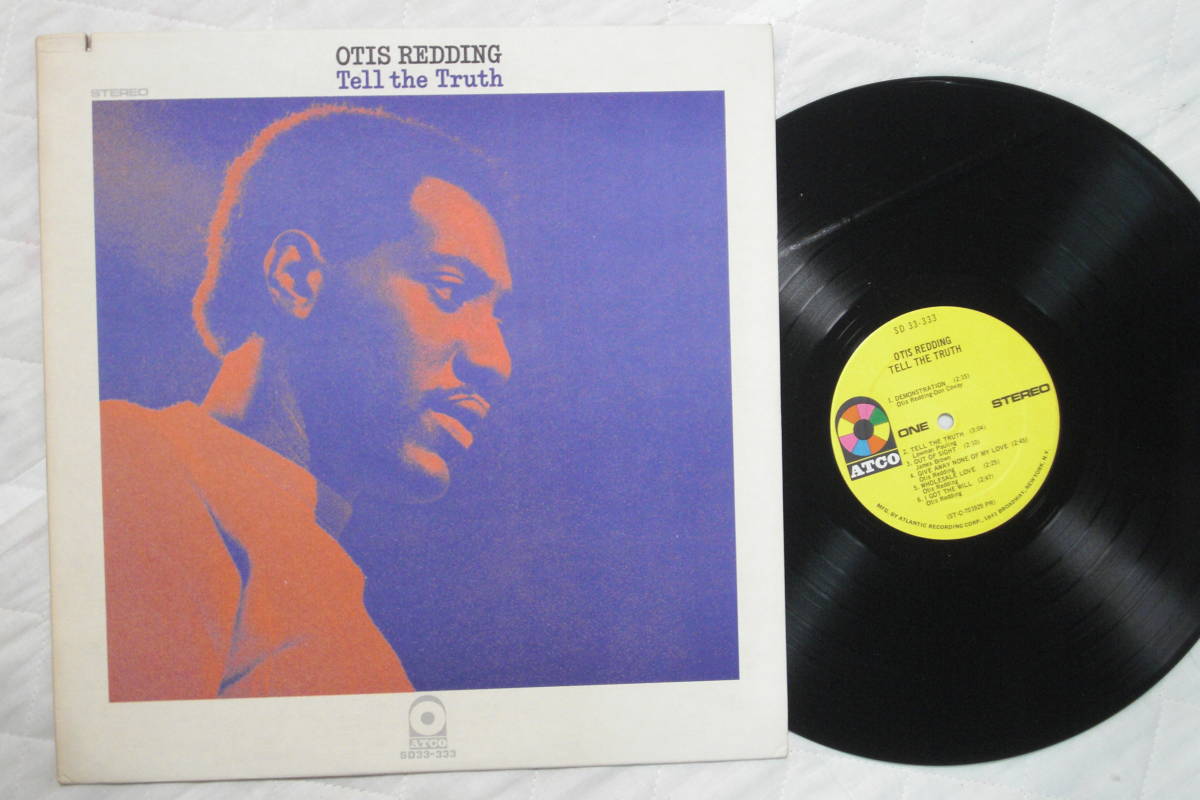 OTIS REDDING
Tell the Truth
STEREO
ATCO
SD33-333
SD 33-333
OTIS REDDING
TELL THE TRUTH
1. DEMONSTRATION (2:35)
Otis Redding-Don Covay
ATCO
ONE
STEREO
2. TELL THE TRUTH (3:04)
Lowman Pauling
3. OUT OF SIGHT (2:10)
James Brown
4. GIVE AWAY NONE OF MY LOVE (2:45)
Otis Redding
5. WHOLESALE LOVE (2:25)
Otis Redding
6. I GOT THE WILL (2:47)
Otis Redding
(ST-C-701928 PR)
MFG. BY ATLANTIC RECORDING CORP., 1841 BROADWAY, NEW YORK, N.Y.